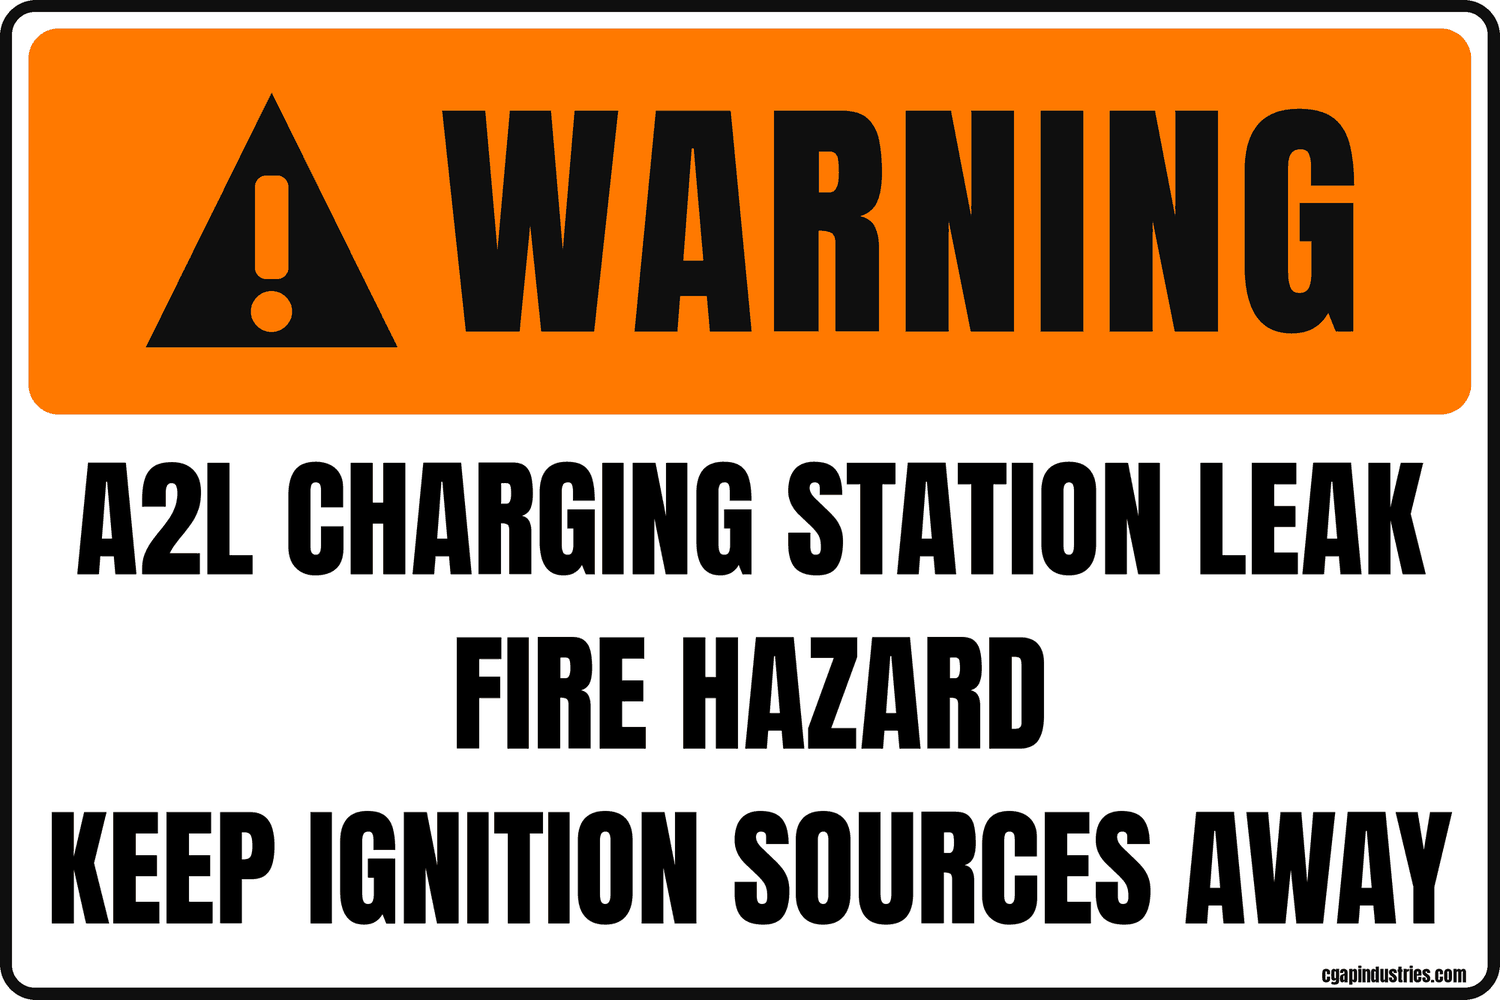 WARNING
A2L CHARGING STATION LEAK
FIRE HAZARD
KEEP IGNITION SOURCES AWAY
cgapindustries.com